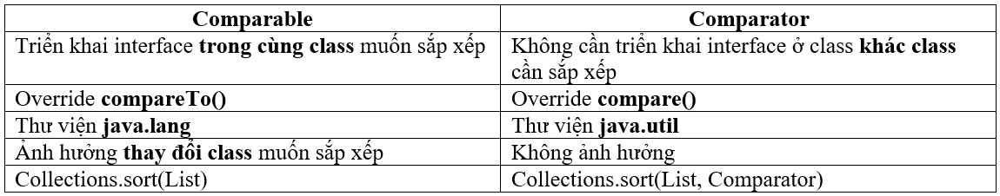 Comparable
Comparator
Triển khai interface trong cùng class muốn sắp xếp
Không cần triển khai interface ở class khác class
cần sắp xếp
Override compareTo()
Override compare()
Thư viện java.lang
Thư viện java.util
Ảnh hưởng thay đổi class muốn sắp xếp
Không ảnh hưởng
Collections.sort(List)
Collections.sort(List, Comparator)